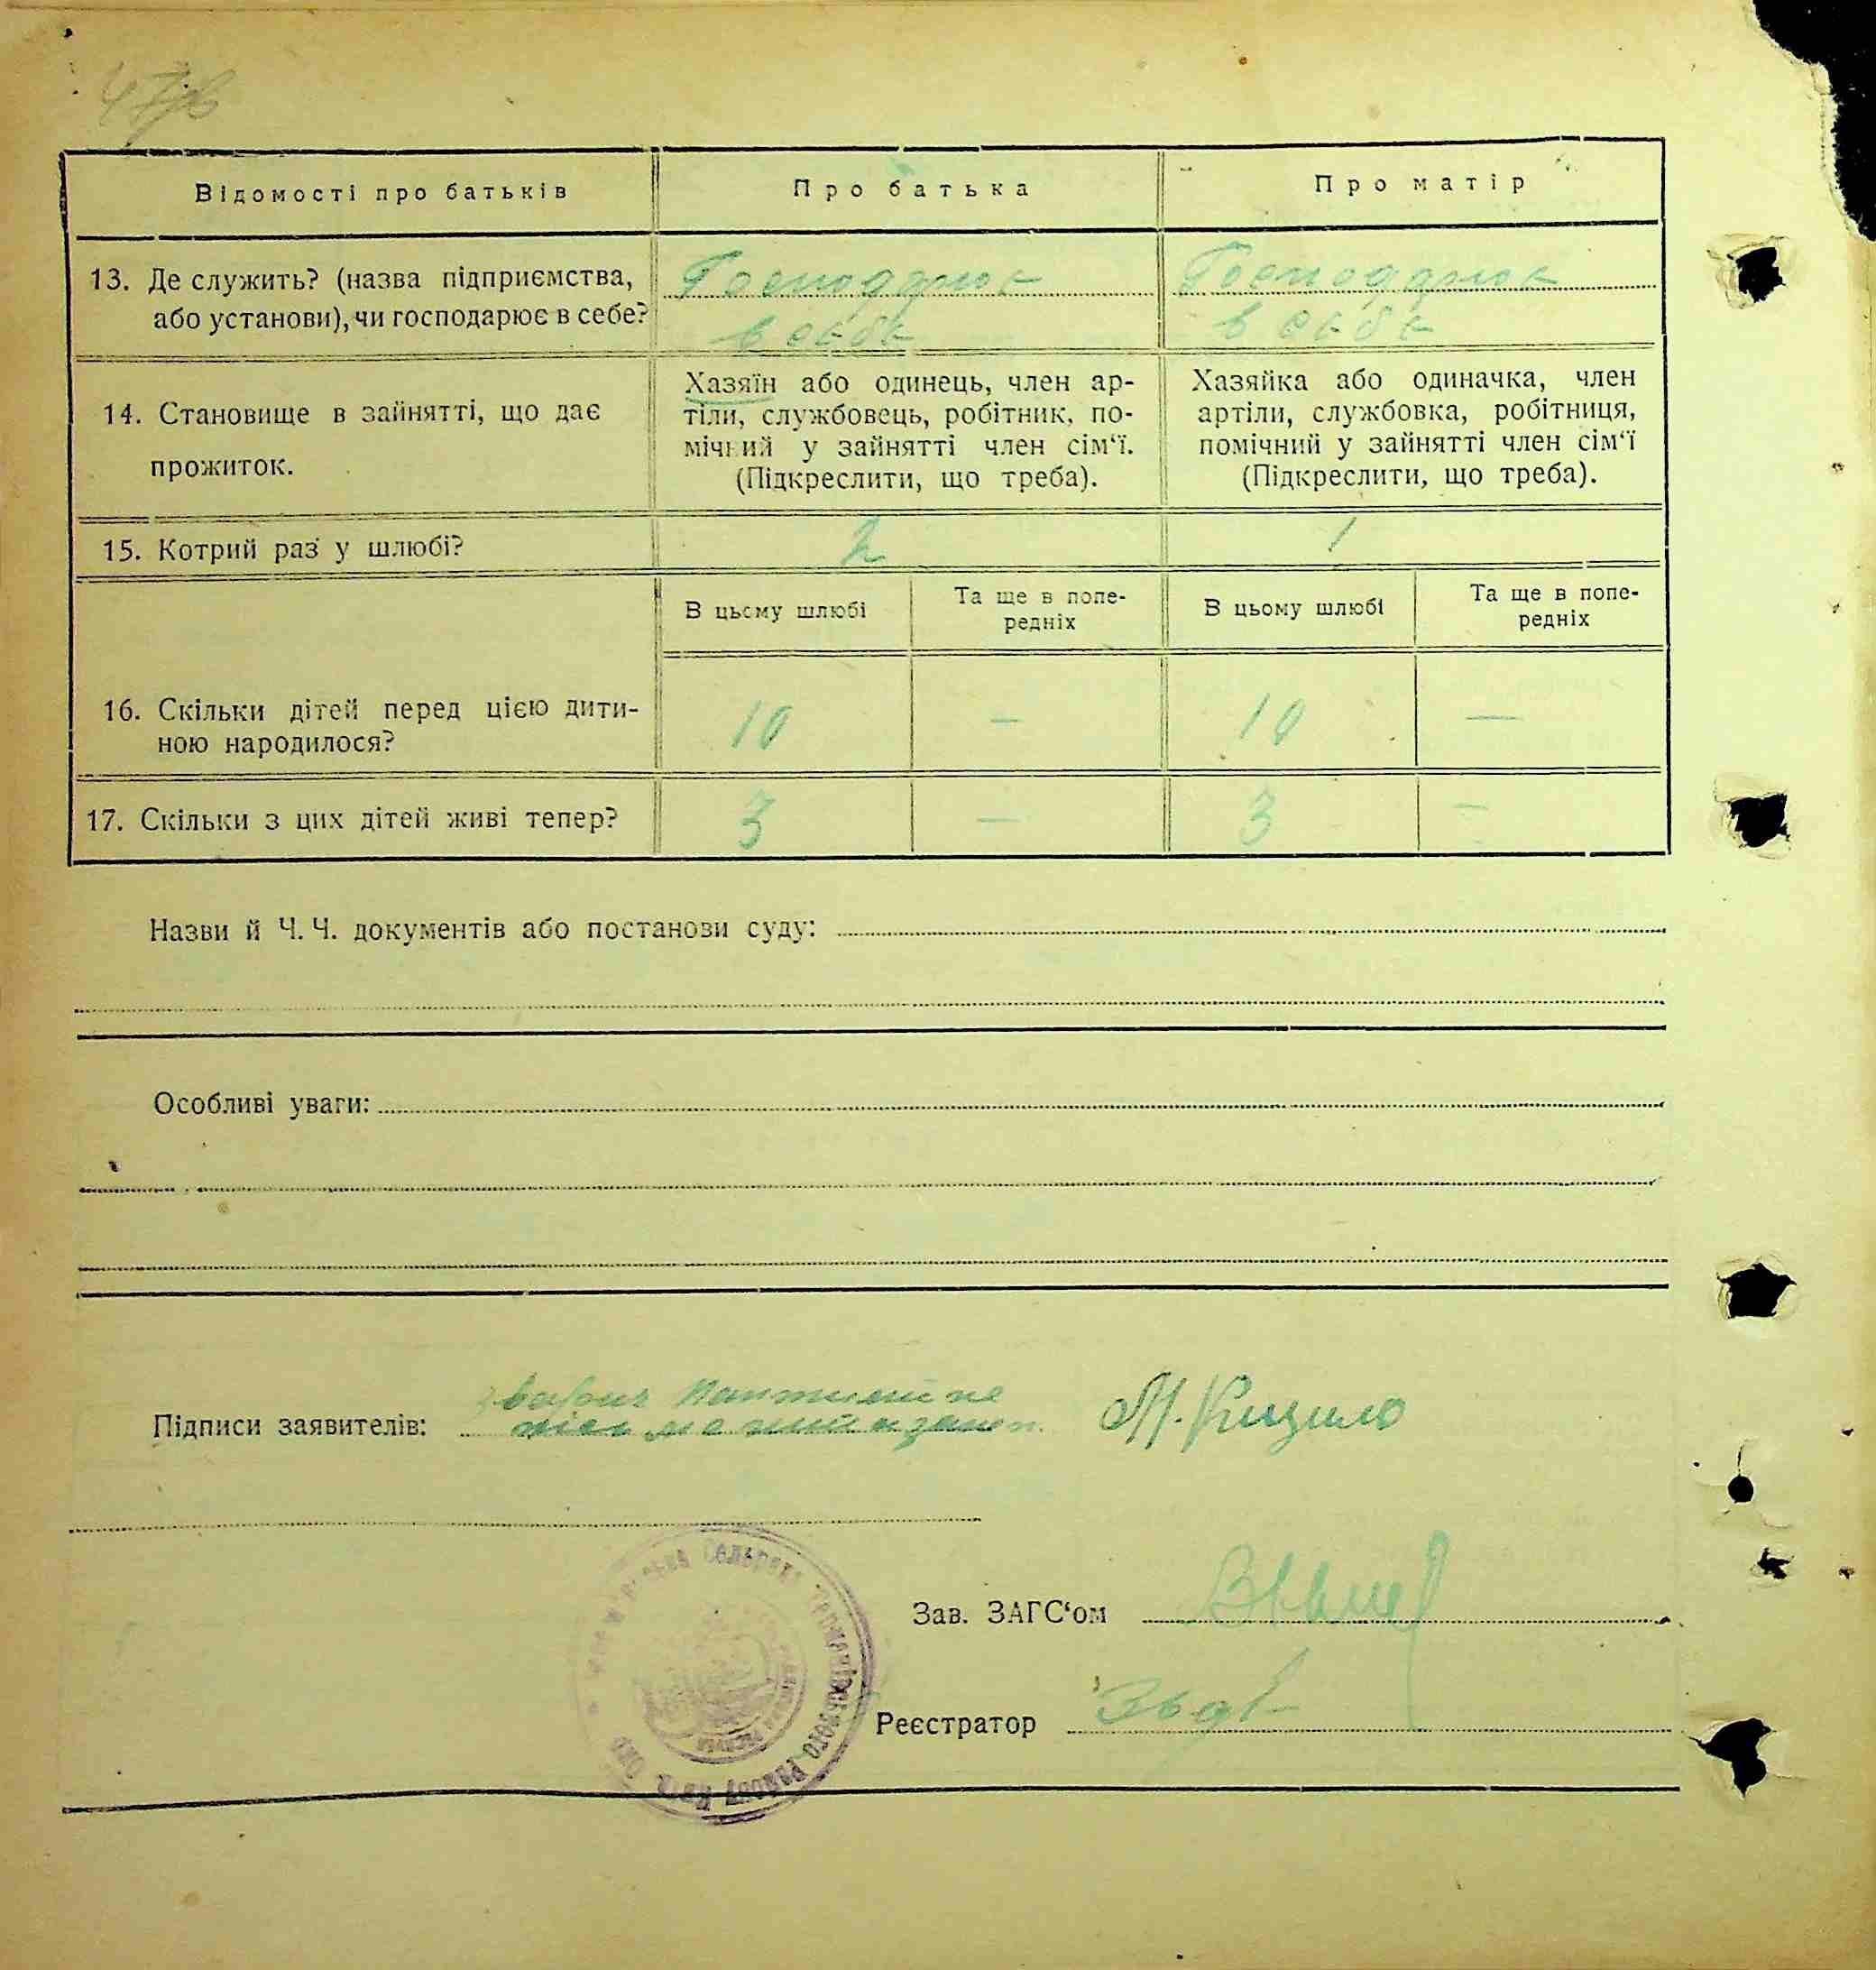 Відомості про батьків
Про батька
Про матір
13. Де служить? (назва підприємства,
або установи), чи господарює в себе?
Господарює
в себе
Господарює
в себе
14. Становище в зайнятті, що дає
прожиток.
Хазяїн або одинець, член ар-
тіли, службовець, робітник, по-
мічний у зайнятті член сім'ї.
(Підкреслити, що треба).
Хазяйка або одиначка, член
артіли, службовка, робітниця,
помічний у зайнятті член сім'ї
(Підкреслити, що треба).
15. Котрий раз у шлюбі?
2
1
В цьому шлюбі
Та ще в попе-
редніх
В цьому шлюбі
Та ще в попе-
редніх
16. Скільки дітей перед цією дити-
ною народилося?
10
—
10
—
17. Скільки з цих дітей живі тепер?
3
—
3
—
Назви й Ч. Ч. документів або постанови суду:
Особливі уваги:
Підписи заявителів:
не
М.
Зав. ЗАГС'ом
Реєстратор